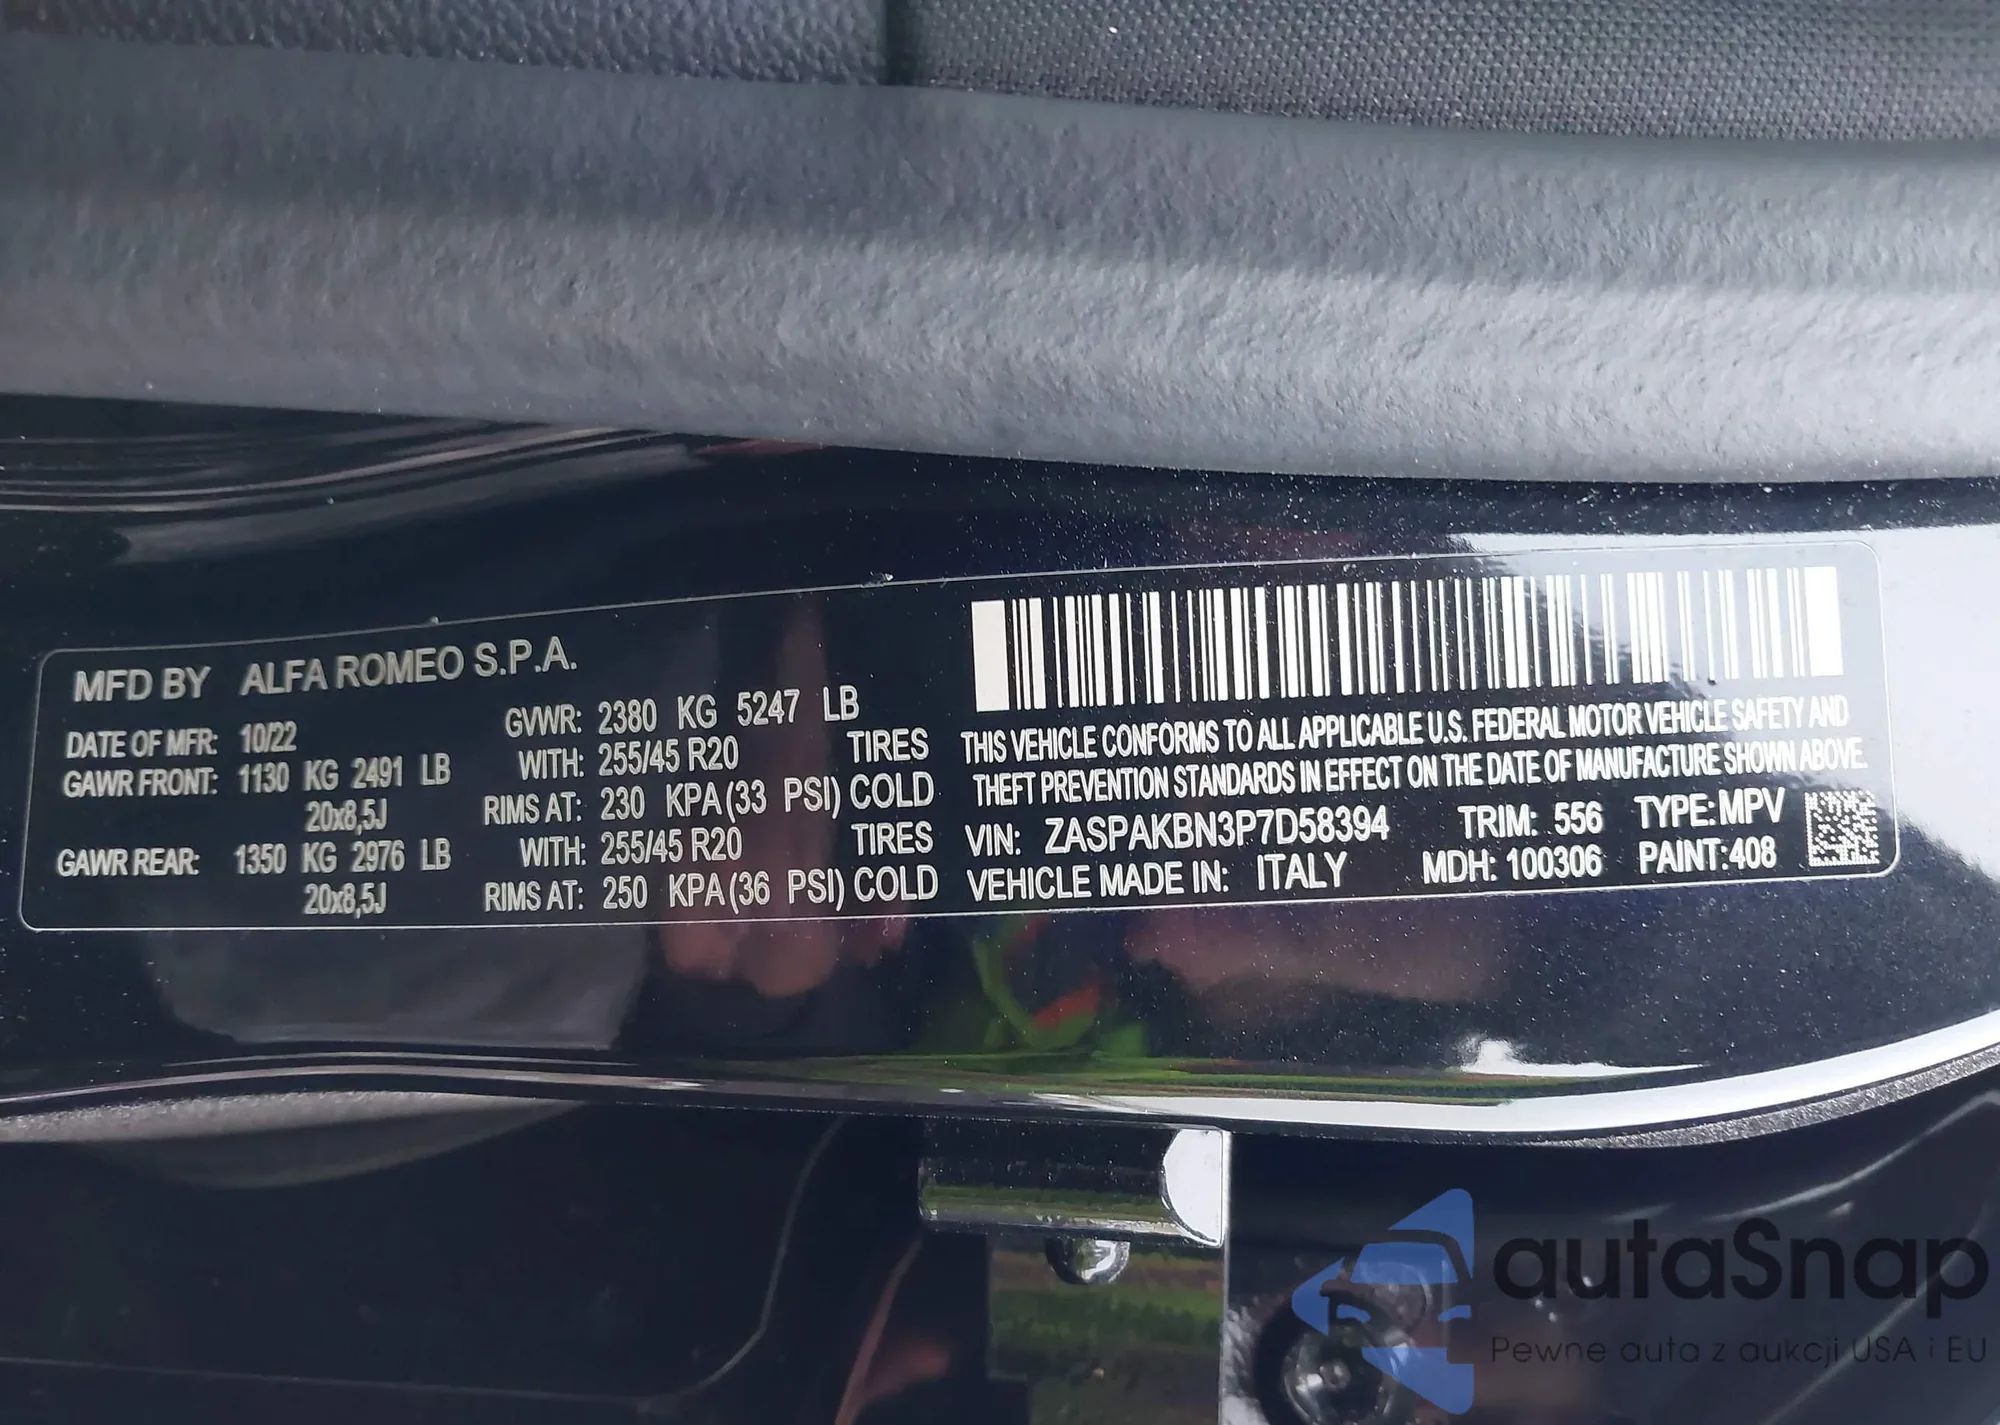 MFD BY ALFA ROMEO S.P.A.
DATE OF MFR: 10/22 GVWR: 2380 KG 5247 LB
GAWR FRONT: 1130 KG 2491 LB WITH: 255/45 R20 TIRES
20x8,5J RIMS AT: 230 KPA (33 PSI) COLD
GAWR REAR: 1350 KG 2976 LB WITH: 255/45 R20 TIRES
20x8,5J RIMS AT: 250 KPA (36 PSI) COLD
THIS VEHICLE CONFORMS TO ALL APPLICABLE U.S. FEDERAL MOTOR VEHICLE SAFETY AND
THEFT PREVENTION STANDARDS IN EFFECT ON THE DATE OF MANUFACTURE SHOWN ABOVE.
VIN: ZASPAKBN3P7D58394 TRIM: 556 TYPE: MPV
VEHICLE MADE IN: ITALY MDH: 100306 PAINT: 408
autaSnap
Pewne auta z aukcji USA i EU